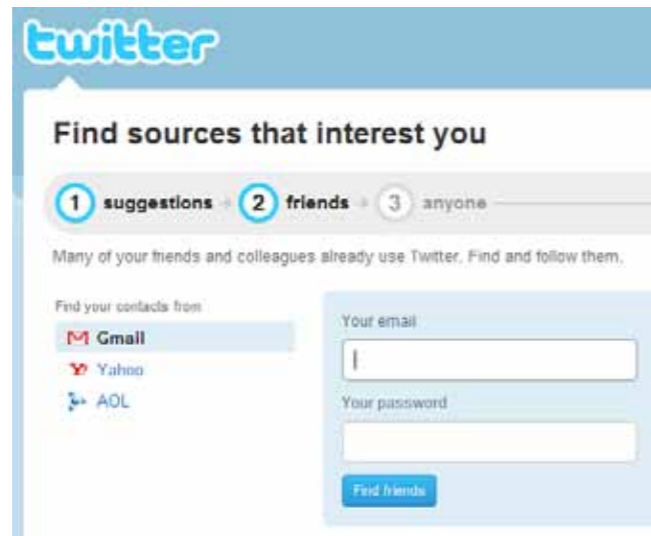 twitter
Find sources that interest you
1 suggestions 2 friends 3 anyone
Many of your friends and colleagues already use Twitter. Find and follow them.
Find your contacts from
Gmail
Yahoo
AOL
Your email
Your password
Find friends